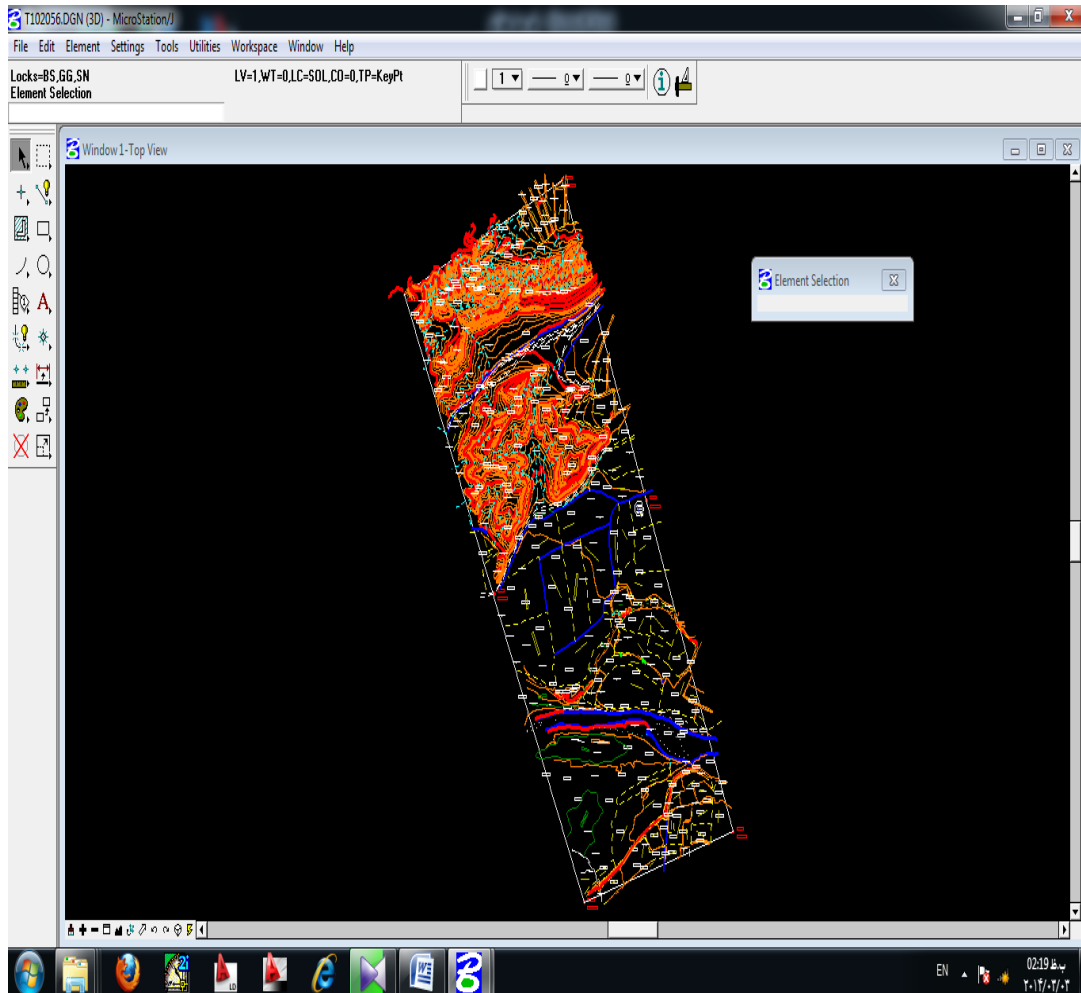 T102056.DGN (3D) - MicroStation/J
File Edit Element Settings Tools Utilities Workspace Window Help
Locks=BS,GG,SN
LV=1,WT=0,LC=SOL,CO=0,TP=KeyPt
Element Selection
1
0
0
Window 1-Top View
Element Selection
A
LD
W
EN
02:19 ب.ظ
۲۰۱۴/۰۳/۰۳